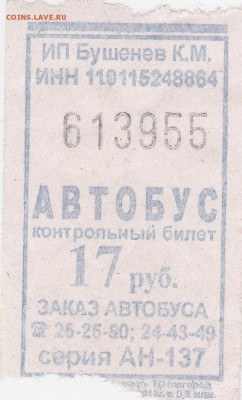 COINS.LAVE.RU
ИП Бушенев К.М.
ИНН 110115248864
613955
АВТОБУС
контрольный билет
17 руб.
ЗАКАЗ АВТОБУСА
☎ 25-25-80; 24-43-49
серия АН-137